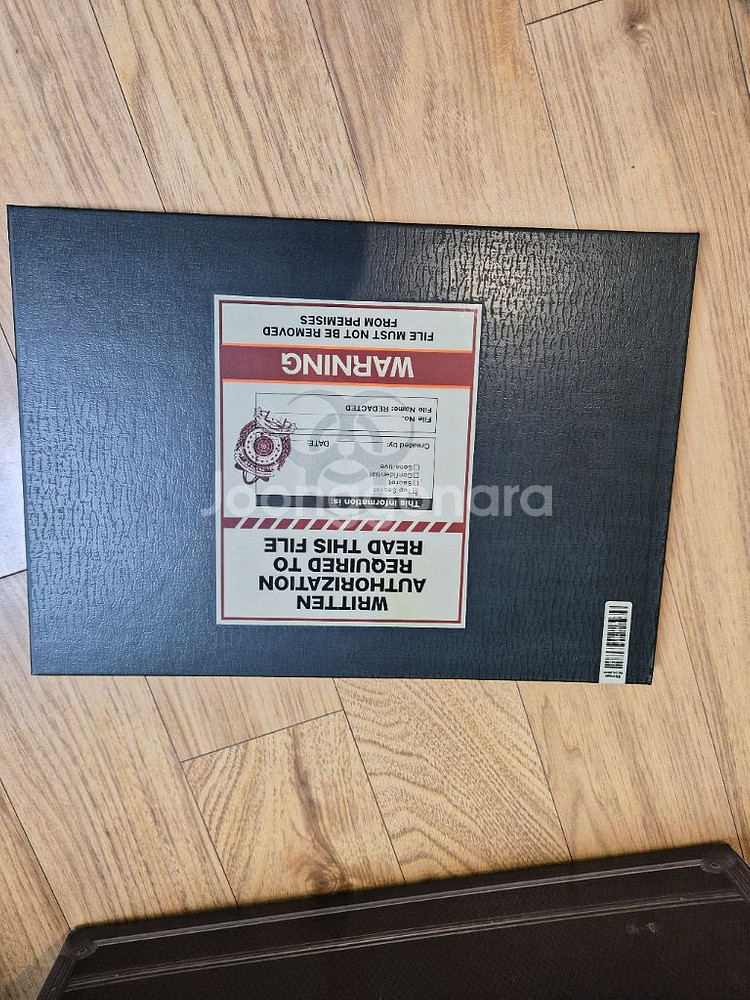 WRITTEN
AUTHORIZATION
REQUIRED TO
READ THIS FILE
This information is:
Top Secret
Secret
Confidential
Sensitive
Created by: DATE:
File No.
File Name: REDACTED
WARNING
FILE MUST NOT BE REMOVED
FROM PREMISES
Joonggonara